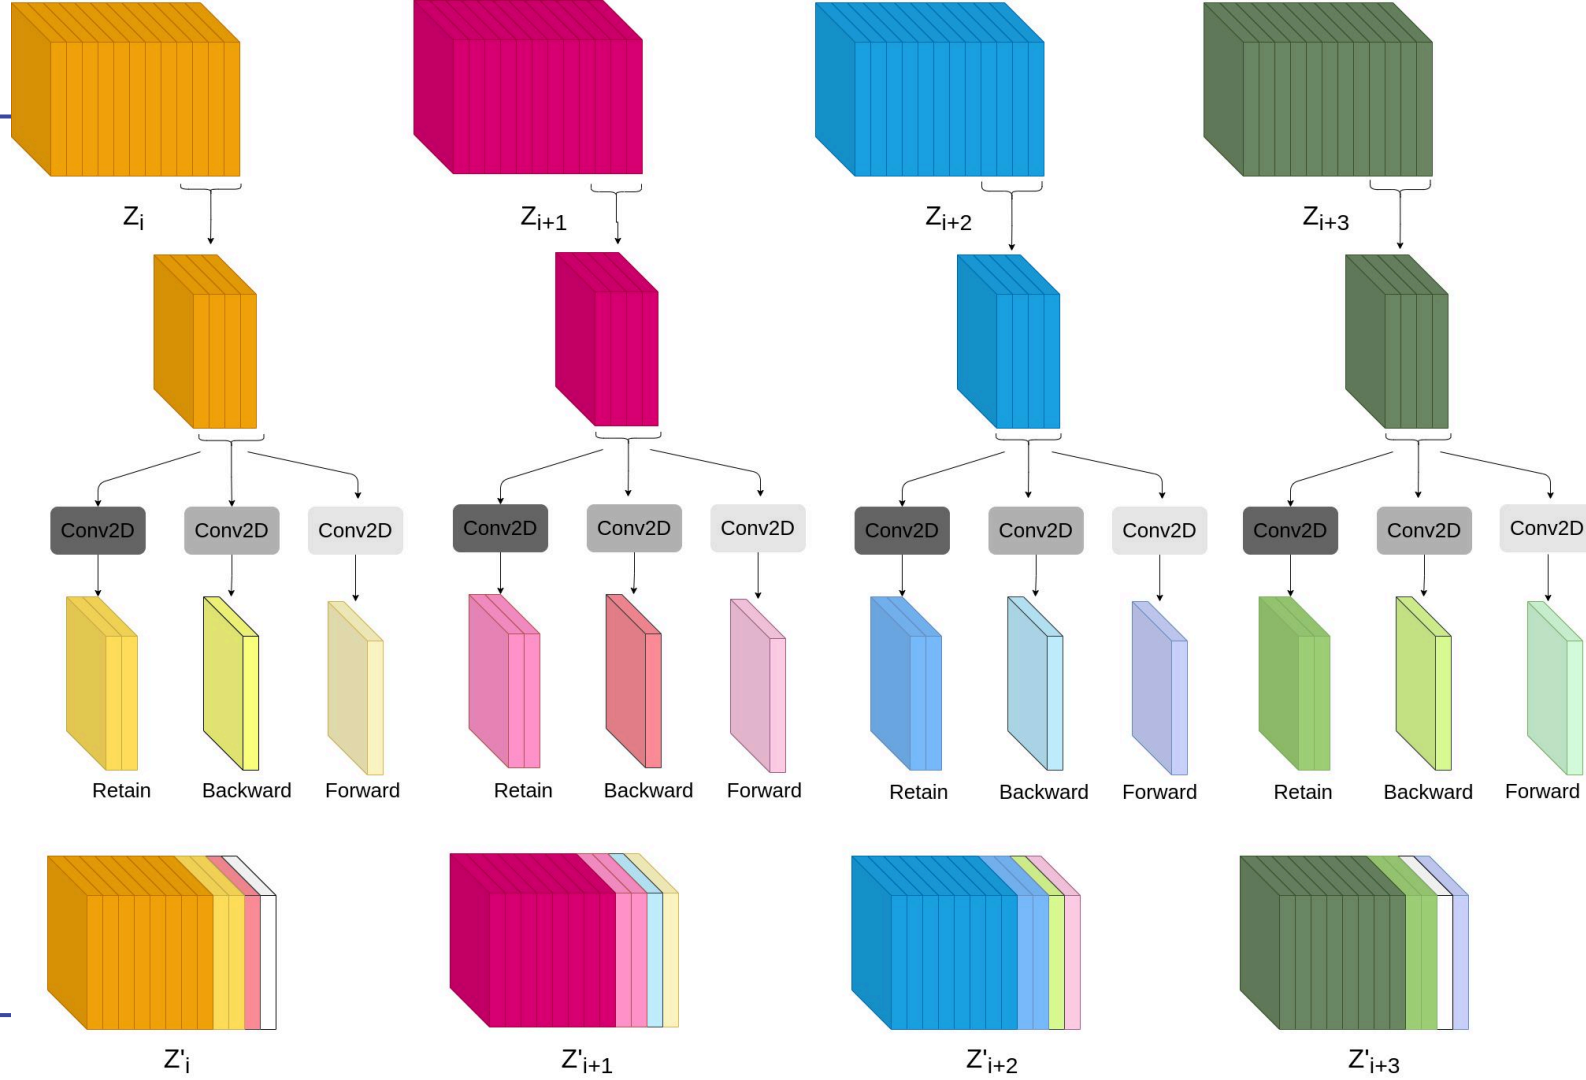 Zi Zi+1 Zi+2 Zi+3
Conv2D Conv2D Conv2D Conv2D Conv2D Conv2D Conv2D Conv2D Conv2D Conv2D Conv2D Conv2D
Retain Backward Forward Retain Backward Forward Retain Backward Forward Retain Backward Forward
Z'i Z'i+1 Z'i+2 Z'i+3